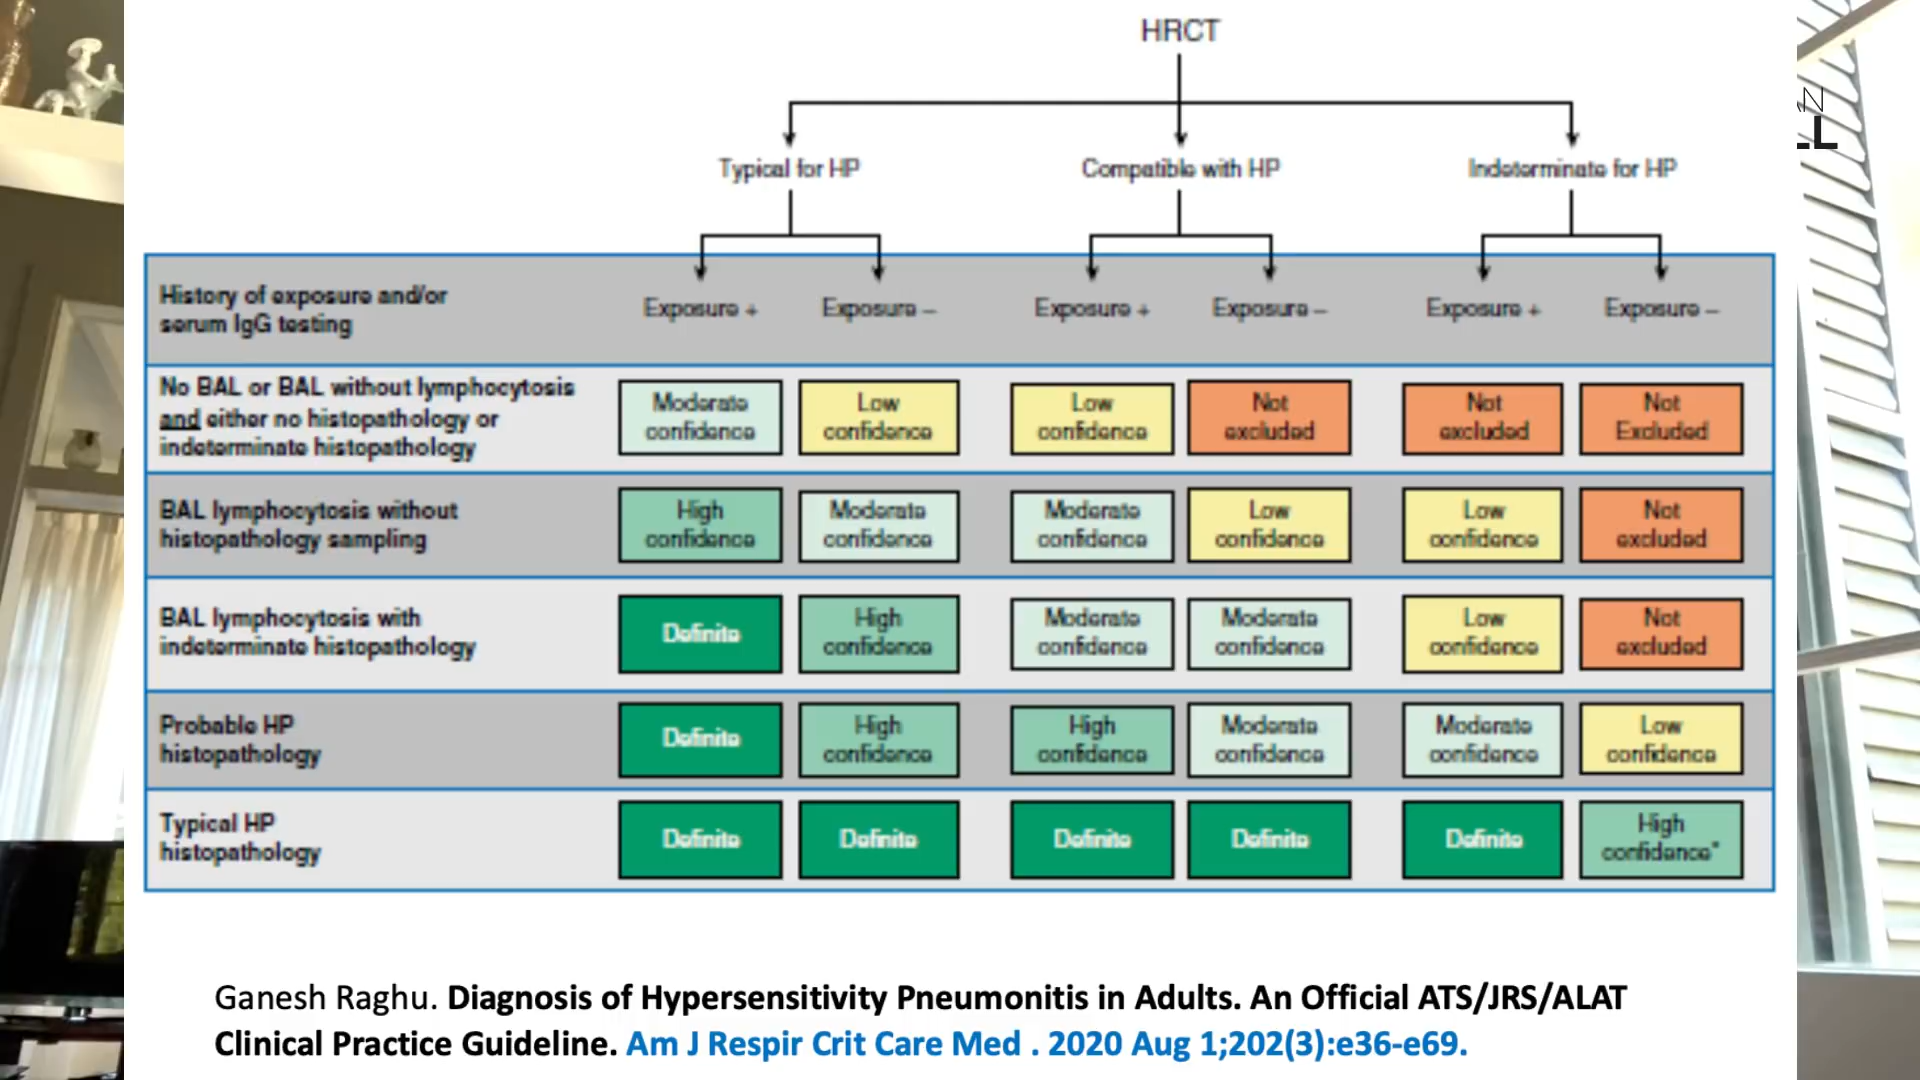 HRCT
Typical for HP
Compatible with HP
Indeterminate for HP
History of exposure and/or
serum IgG testing
Exposure +
Exposure –
Exposure +
Exposure –
Exposure +
Exposure –
No BAL or BAL without lymphocytosis
and either no histopathology or
indeterminate histopathology
Moderate
confidence
Low
confidence
Low
confidence
Not
excluded
Not
excluded
Not
Excluded
BAL lymphocytosis without
histopathology sampling
High
confidence
Moderate
confidence
Moderate
confidence
Low
confidence
Low
confidence
Not
excluded
BAL lymphocytosis with
indeterminate histopathology
Definite
High
confidence
Moderate
confidence
Moderate
confidence
Low
confidence
Not
excluded
Probable HP
histopathology
Definite
High
confidence
High
confidence
Moderate
confidence
Moderate
confidence
Low
confidence
Typical HP
histopathology
Definite
Definite
Definite
Definite
Definite
High
confidence*
Ganesh Raghu. Diagnosis of Hypersensitivity Pneumonitis in Adults. An Official ATS/JRS/ALAT
Clinical Practice Guideline. Am J Respir Crit Care Med . 2020 Aug 1;202(3):e36-e69.